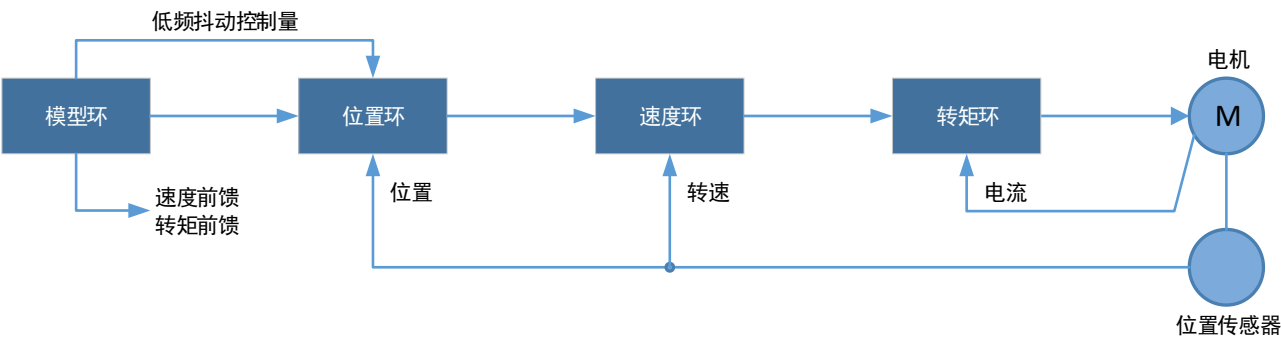 低频抖动控制量
电机
模型环
位置环
速度环
转矩环
M
速度前馈
转矩前馈
位置
转速
电流
位置传感器